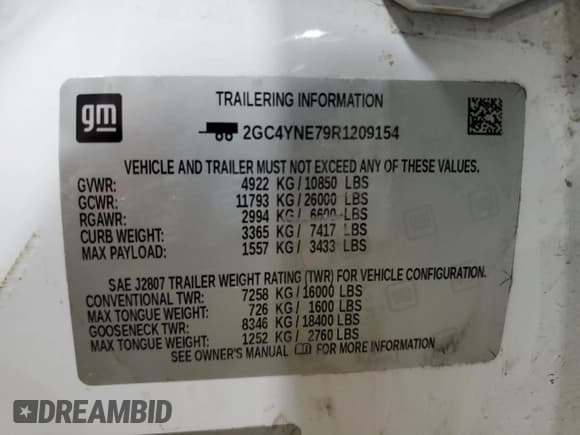 gm
TRAILERING INFORMATION
2GC4YNE79R1209154
VEHICLE AND TRAILER MUST NOT EXCEED ANY OF THESE VALUES.
GVWR: 4922 KG/10850 LBS
GCWR: 11793 KG/26000 LBS
RGAWR: 2994 KG/ 6600 LBS
CURB WEIGHT: 3365 KG/ 7417 LBS
MAX PAYLOAD: 1557 KG/ 3433 LBS
SAE J2807 TRAILER WEIGHT RATING (TWR) FOR VEHICLE CONFIGURATION.
CONVENTIONAL TWR: 7258 KG/16000 LBS
MAX TONGUE WEIGHT: 726 KG/ 1600 LBS
GOOSENECK TWR: 8346 KG/18400 LBS
MAX TONGUE WEIGHT: 1252 KG/ 2760 LBS
SEE OWNER'S MANUAL FOR MORE INFORMATION
DREAMBID